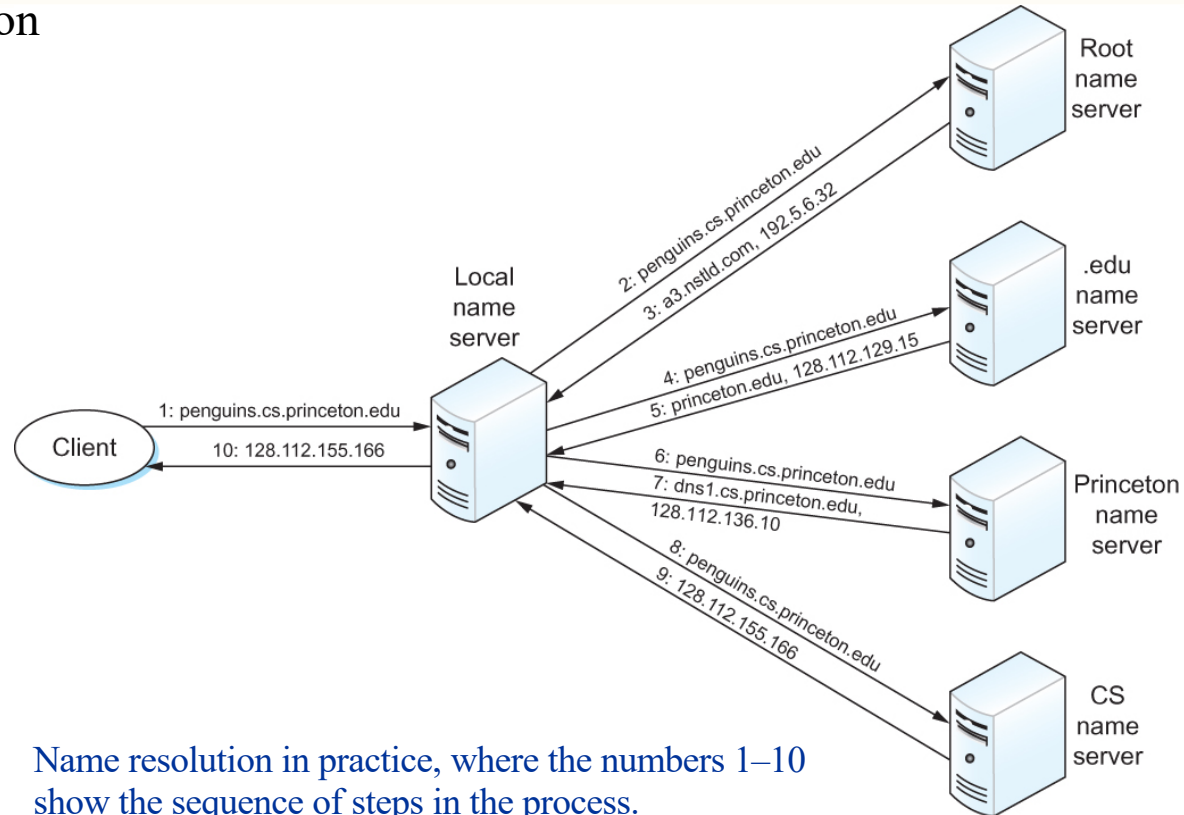 on
Root
name
server
2: penguins.cs.princeton.edu
3: a3.nstld.com, 192.5.6.32
.edu
name
server
Local
name
server
4: penguins.cs.princeton.edu
5: princeton.edu, 128.112.129.15
1: penguins.cs.princeton.edu
Client
10: 128.112.155.166
6: penguins.cs.princeton.edu
7: dns1.cs.princeton.edu,
128.112.136.10
Princeton
name
server
8: penguins.cs.princeton.edu
9: 128.112.155.166
CS
name
server
Name resolution in practice, where the numbers 1–10
show the sequence of steps in the process.